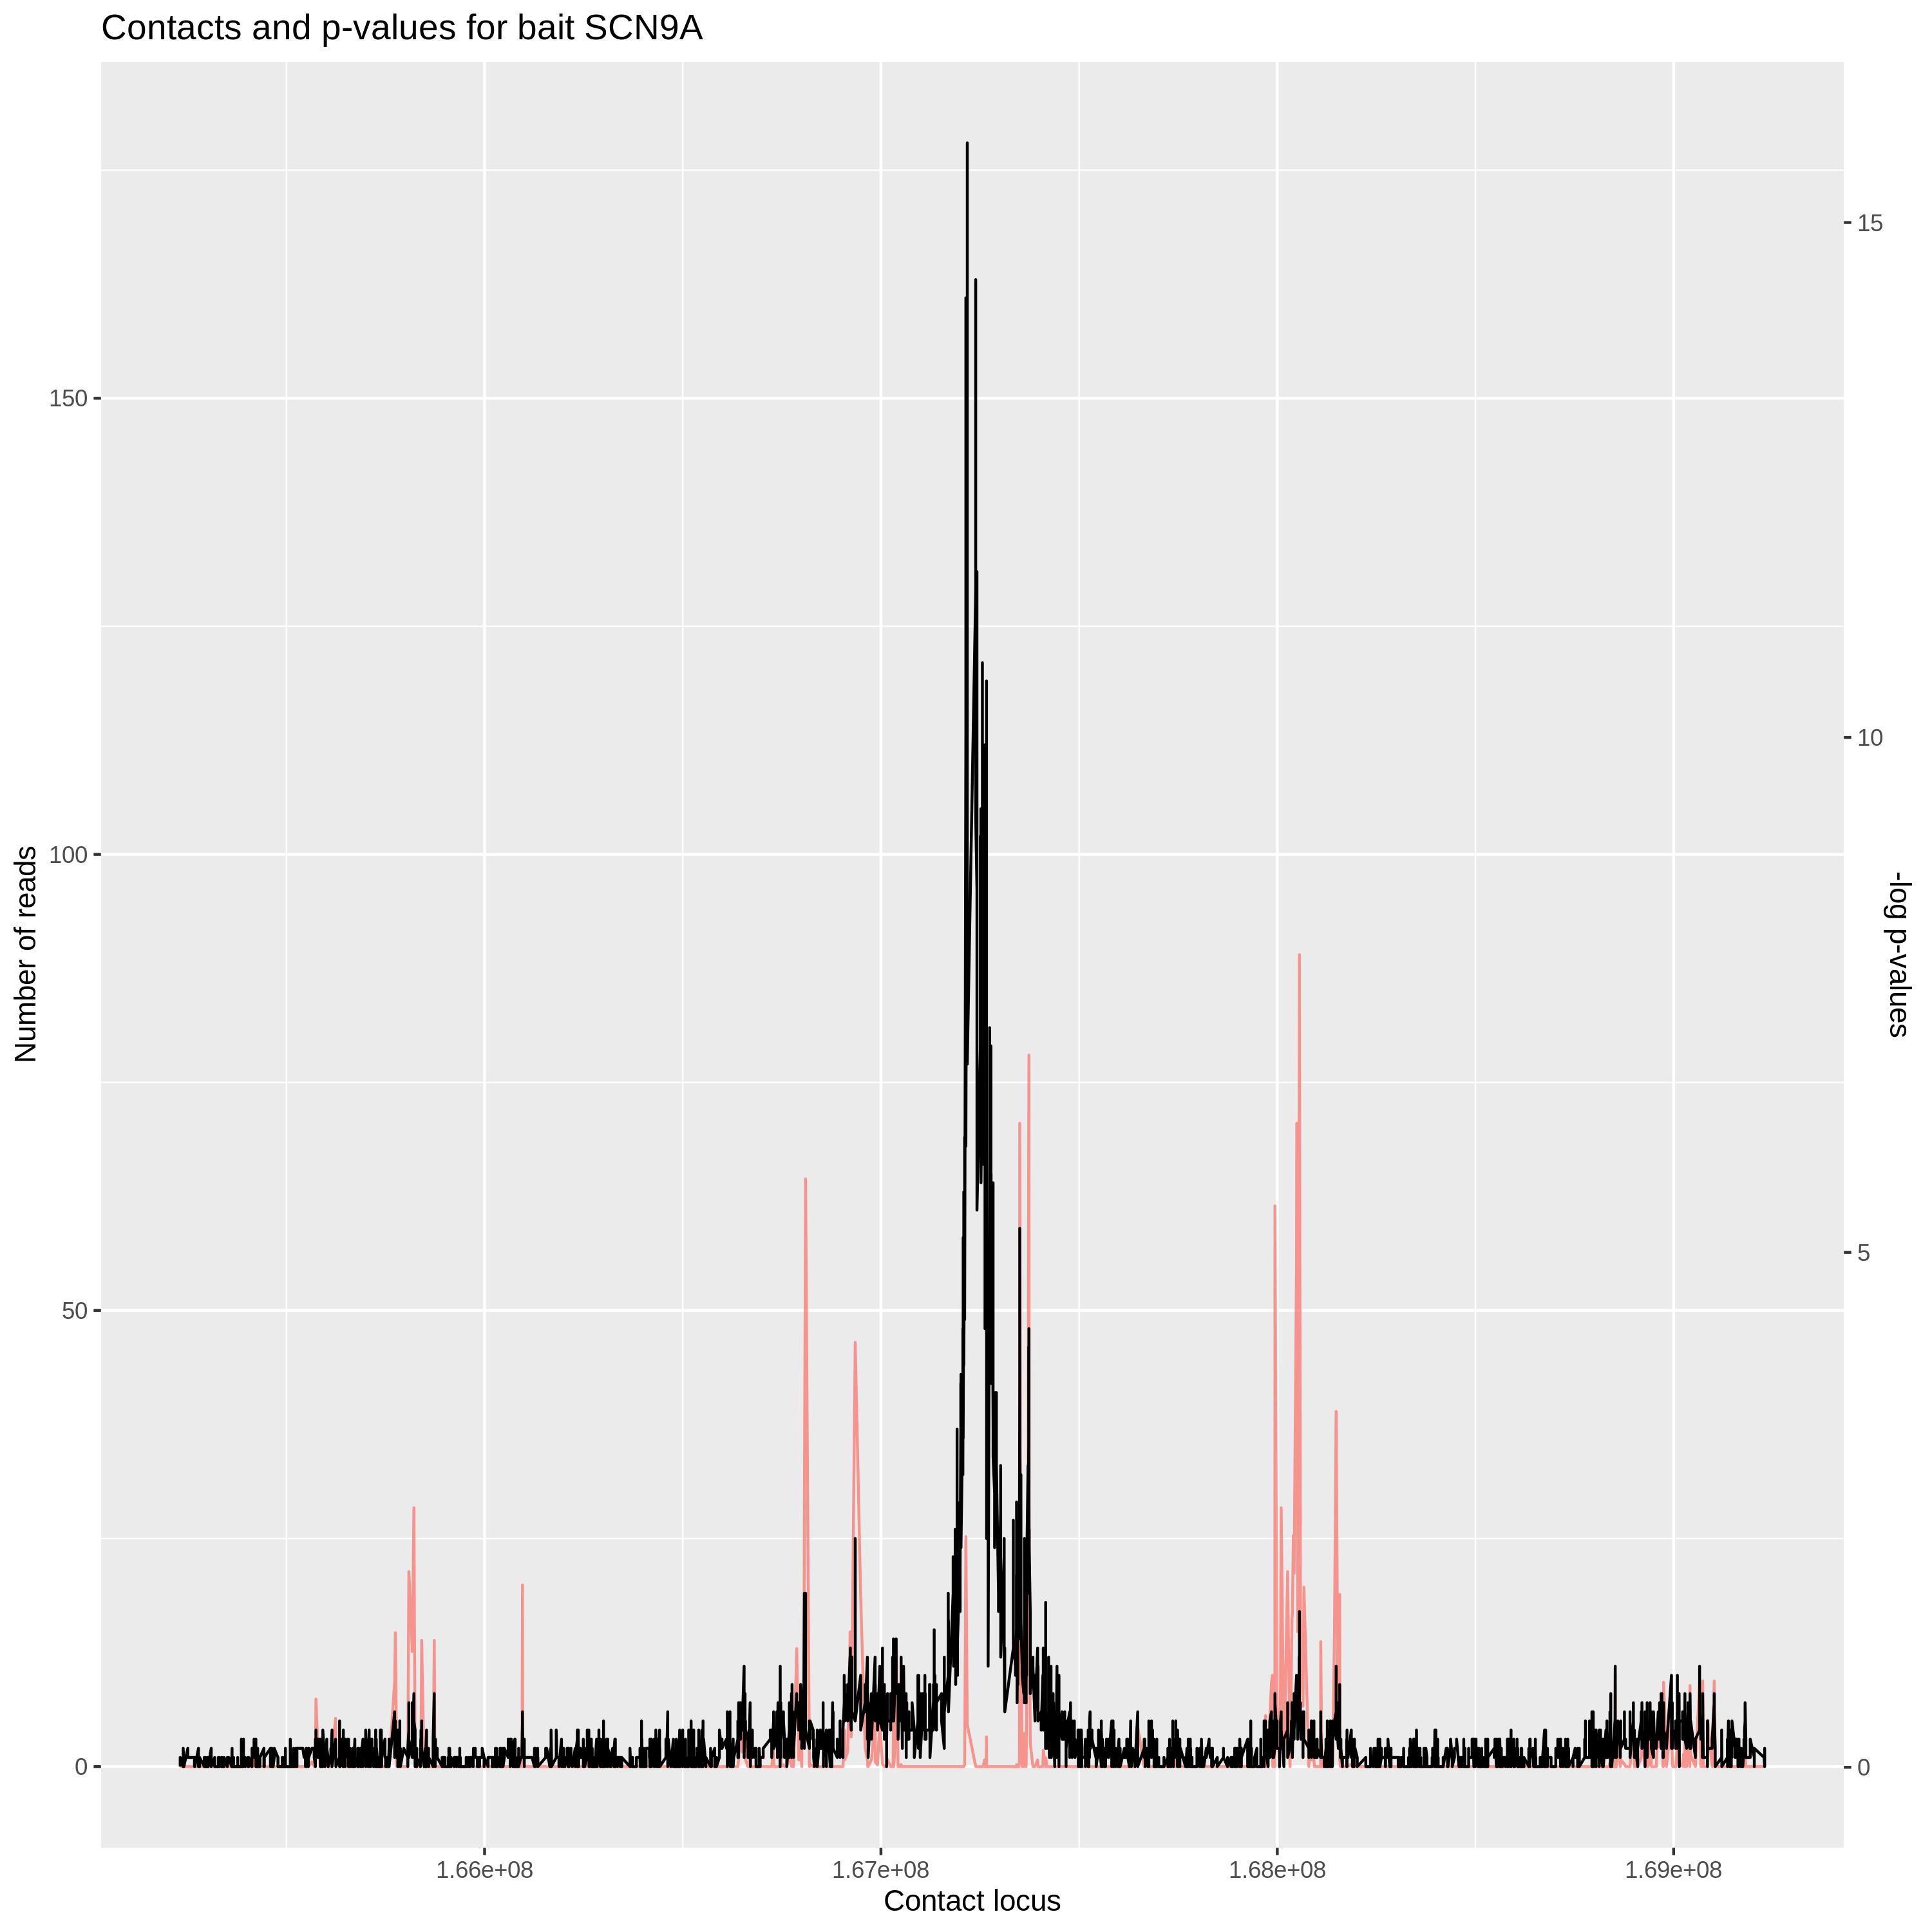 Contacts and p-values for bait SCN9A
Number of reads
150
100
50
0
15
10
5
0
-log p-values
1.66e+08
1.67e+08
1.68e+08
1.69e+08
Contact locus